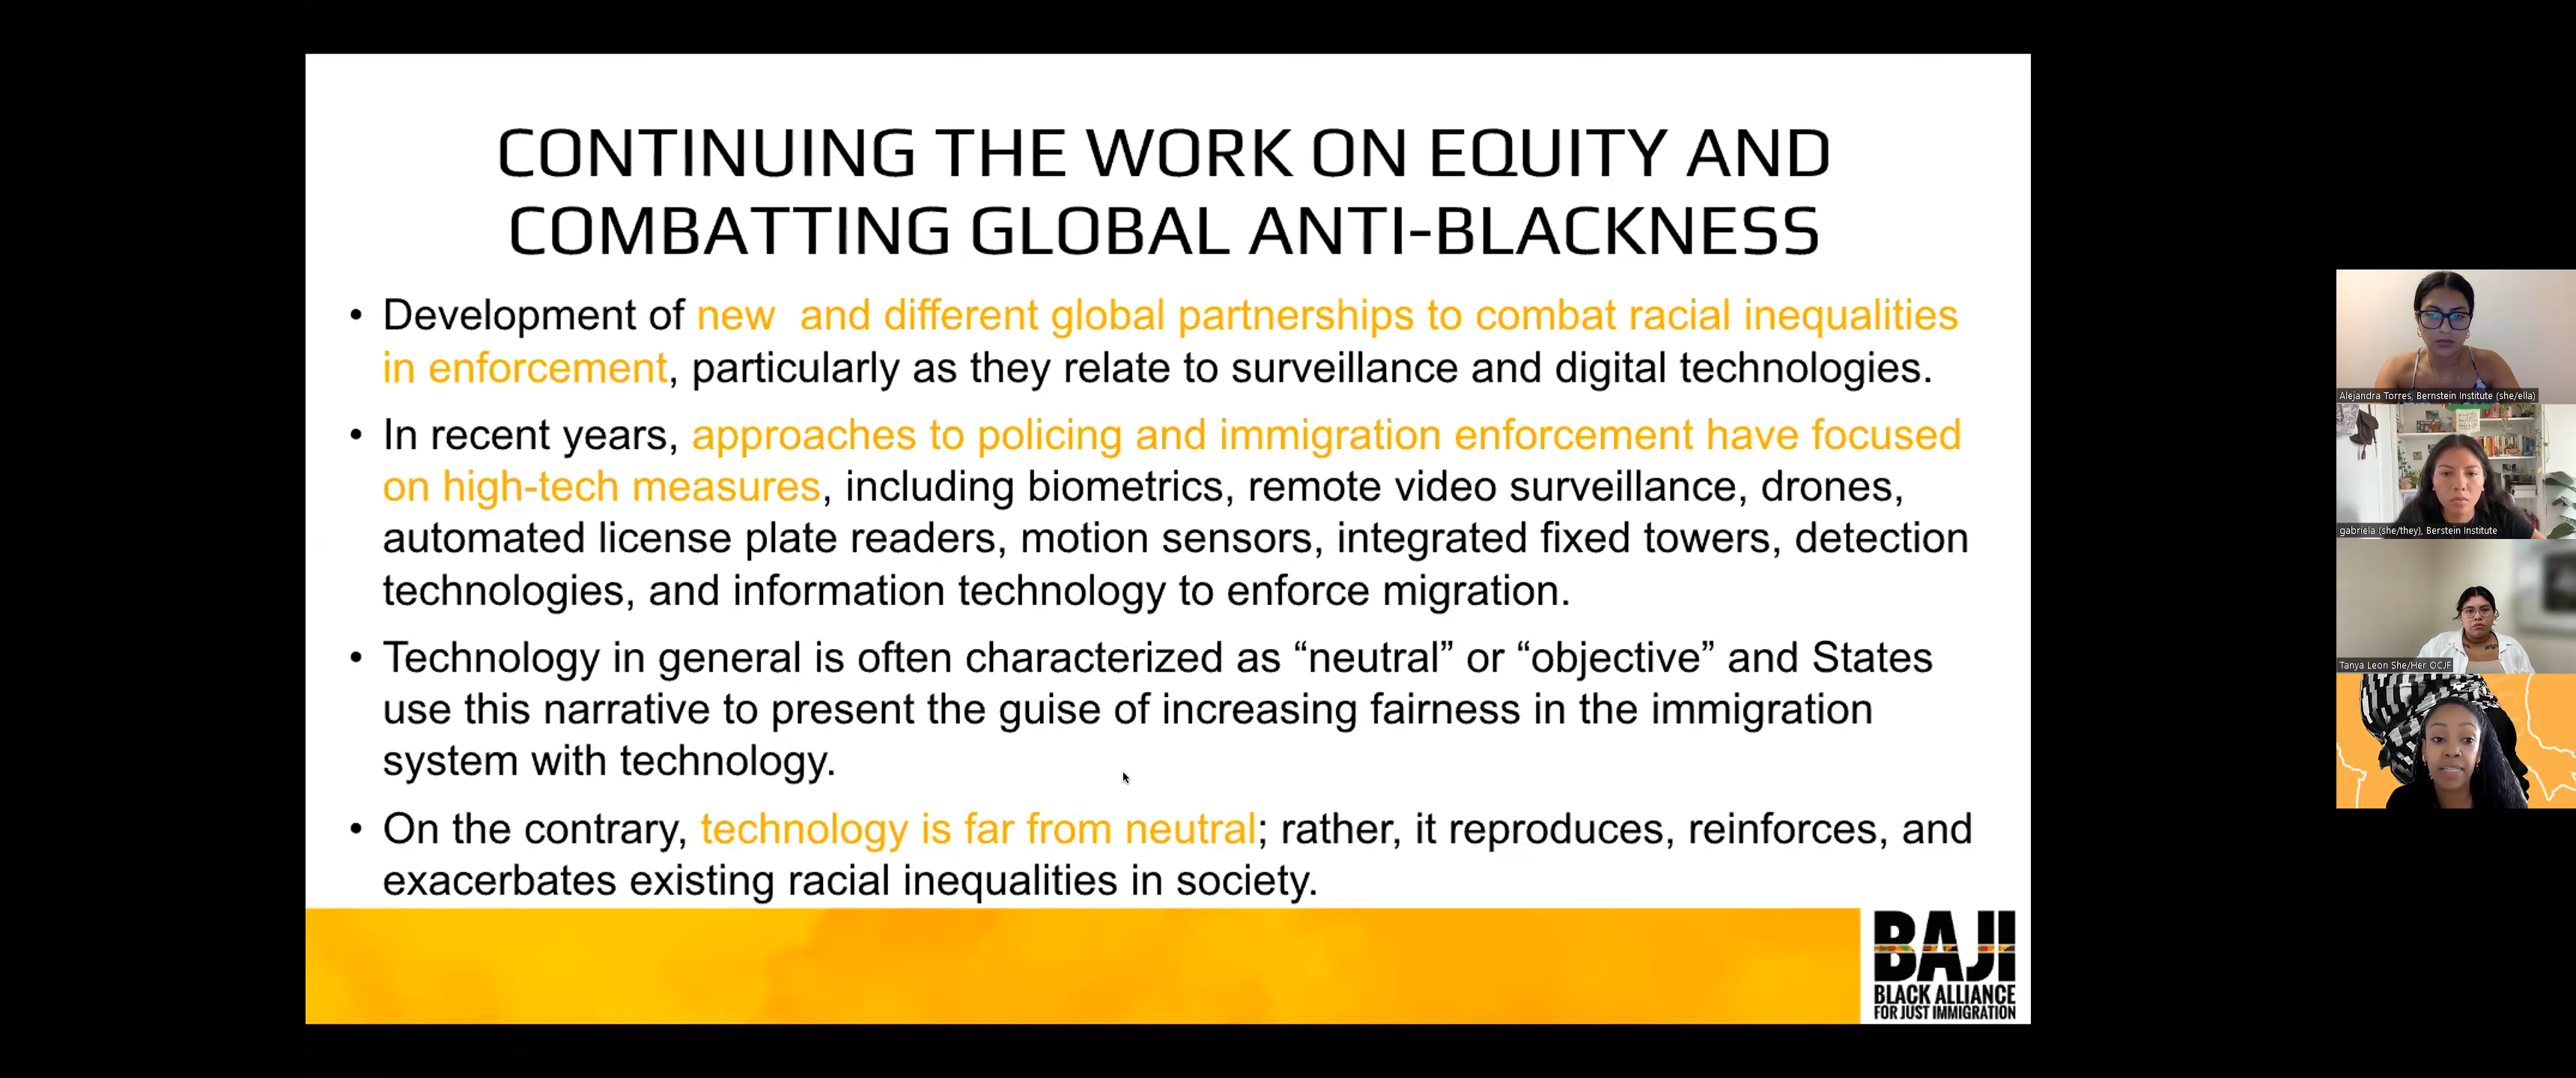 CONTINUING THE WORK ON EQUITY AND
COMBATTING GLOBAL ANTI-BLACKNESS
• Development of new  and different global partnerships to combat racial inequalities
in enforcement, particularly as they relate to surveillance and digital technologies.
• In recent years, approaches to policing and immigration enforcement have focused
on high-tech measures, including biometrics, remote video surveillance, drones,
automated license plate readers, motion sensors, integrated fixed towers, detection
technologies, and information technology to enforce migration.
• Technology in general is often characterized as “neutral” or “objective” and States
use this narrative to present the guise of increasing fairness in the immigration
system with technology.
• On the contrary, technology is far from neutral; rather, it reproduces, reinforces, and
exacerbates existing racial inequalities in society.
BAJI
BLACK ALLIANCE
FOR JUST IMMIGRATION
Alejandra Torres, Bernstein Institute (she/ella)
gabriela (she/they), Berstein Institute
Tanya Leon She/Her OCJF